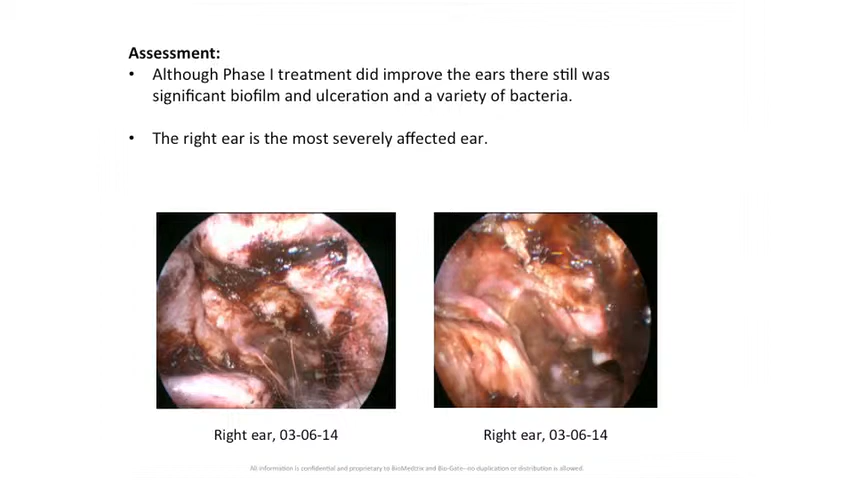 Assessment:
• Although Phase I treatment did improve the ears there still was
significant biofilm and ulceration and a variety of bacteria.
• The right ear is the most severely affected ear.
Right ear, 03-06-14
Right ear, 03-06-14
All information is confidential and proprietary to BioMedtrix and Bio-Gate- no duplication or distribution is allowed.